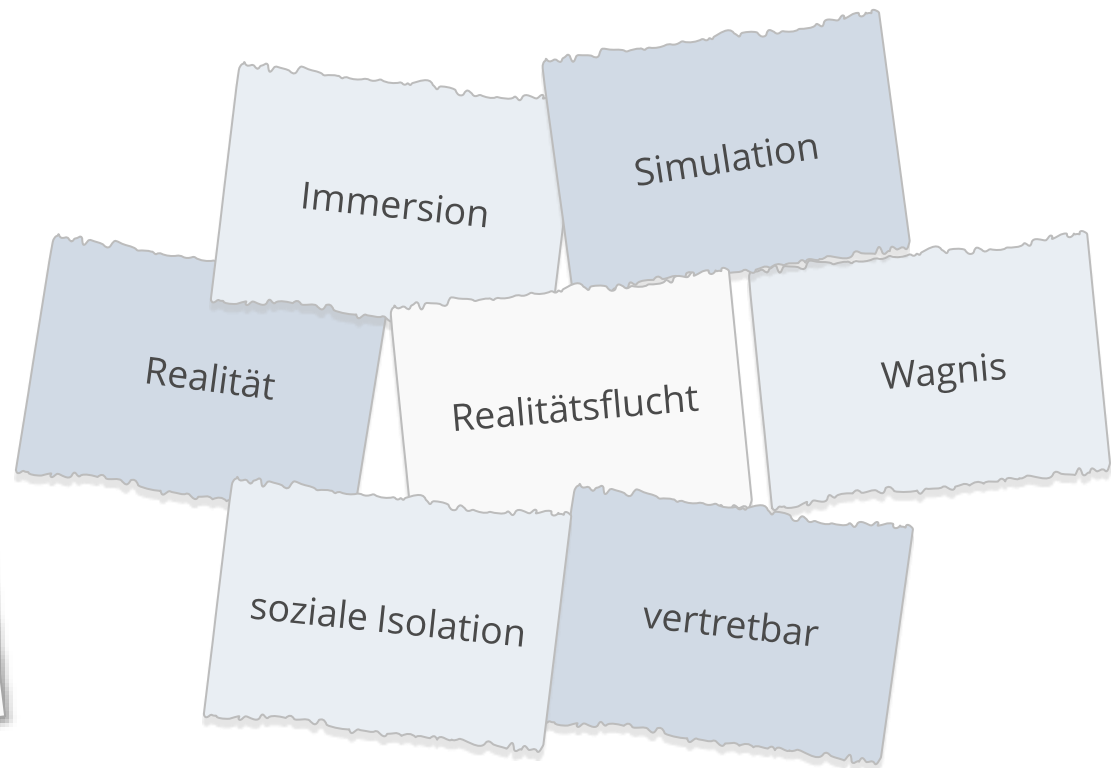 Simulation
Immersion
Realität
Realitätsflucht
Wagnis
soziale Isolation
vertretbar